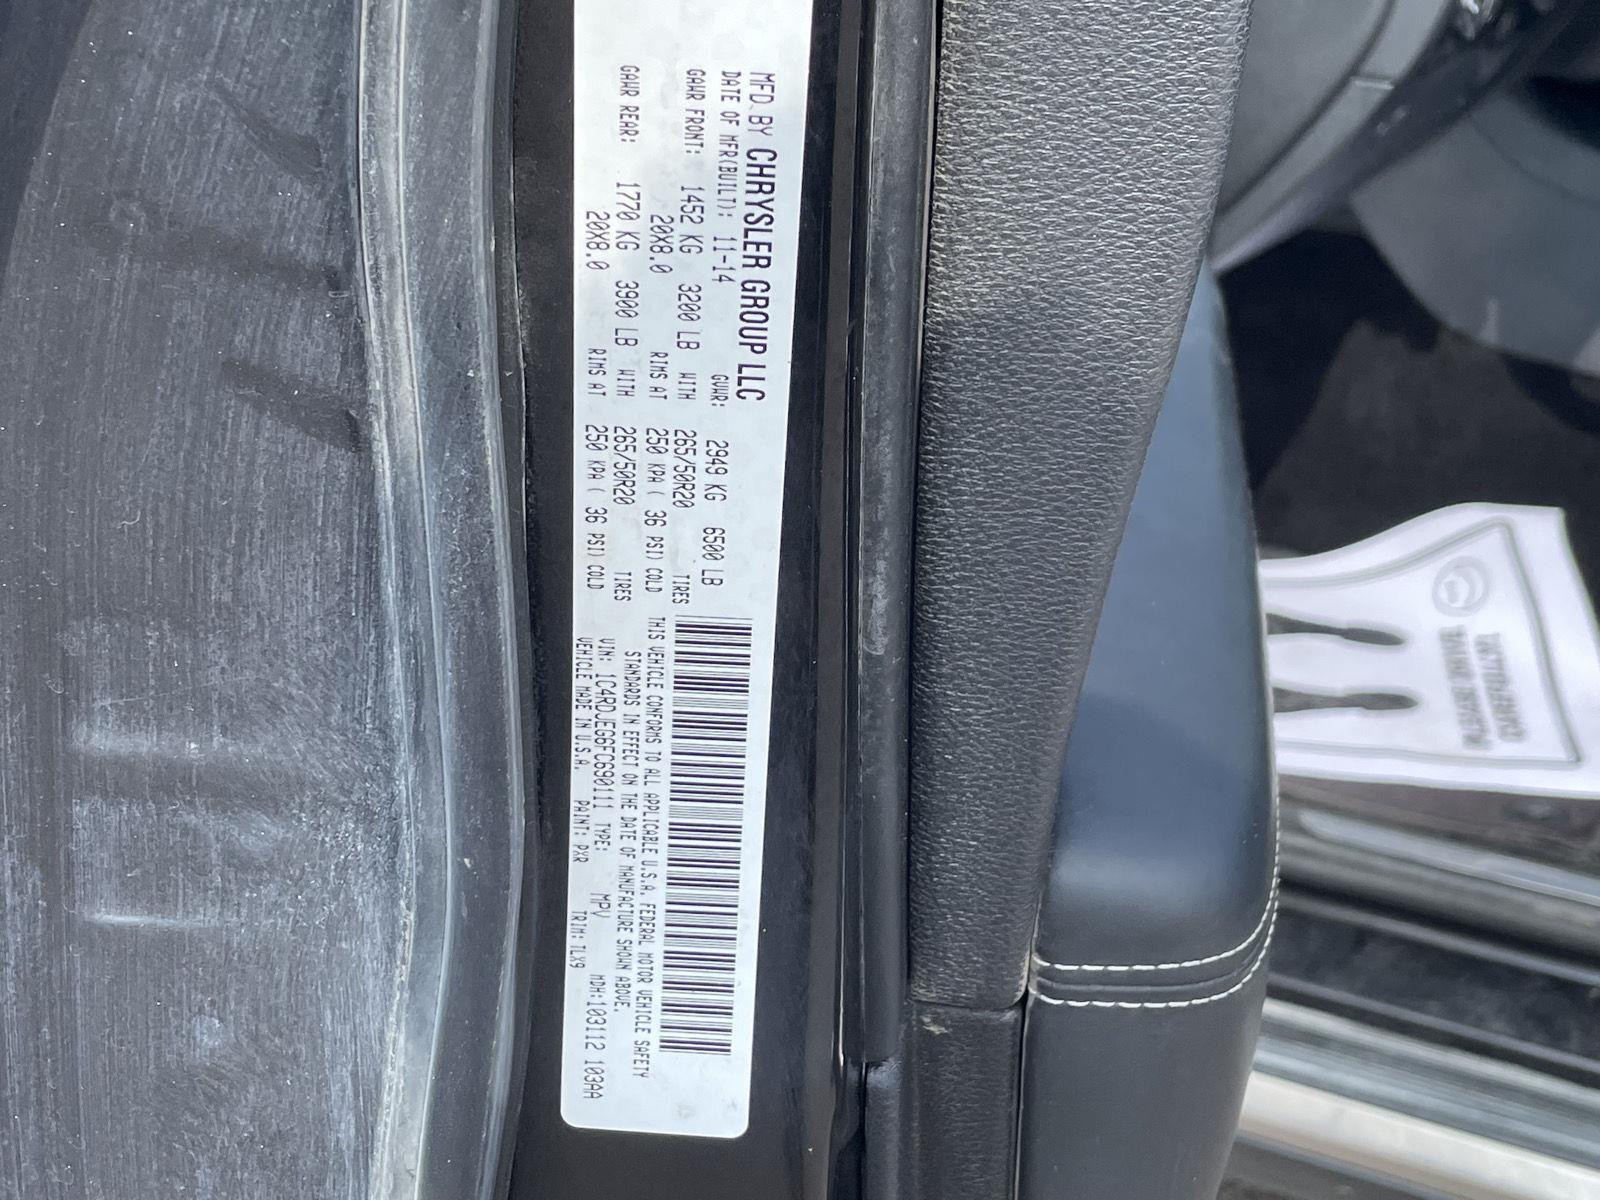 MFD BY CHRYSLER GROUP LLC
DATE OF MFR(BUILT): 11-14 GVWR: 2949 KG 6500 LB
GAWR FRONT: 1452 KG 3200 LB WITH 265/50R20 TIRES
20X8.0 RIMS AT 250 KPA ( 36 PSI) COLD
GAWR REAR: 1770 KG 3900 LB WITH 265/50R20 TIRES
20X8.0 RIMS AT 250 KPA ( 36 PSI) COLD
THIS VEHICLE CONFORMS TO ALL APPLICABLE U.S.A. FEDERAL MOTOR VEHICLE SAFETY
STANDARDS IN EFFECT ON THE DATE OF MANUFACTURE SHOWN ABOVE.
VIN: 1C4RDJEG6FC690111 TYPE: MPV MDH:103112 103AA
VEHICLE MADE IN U.S.A. PAINT: PXR TRIM: TLX9